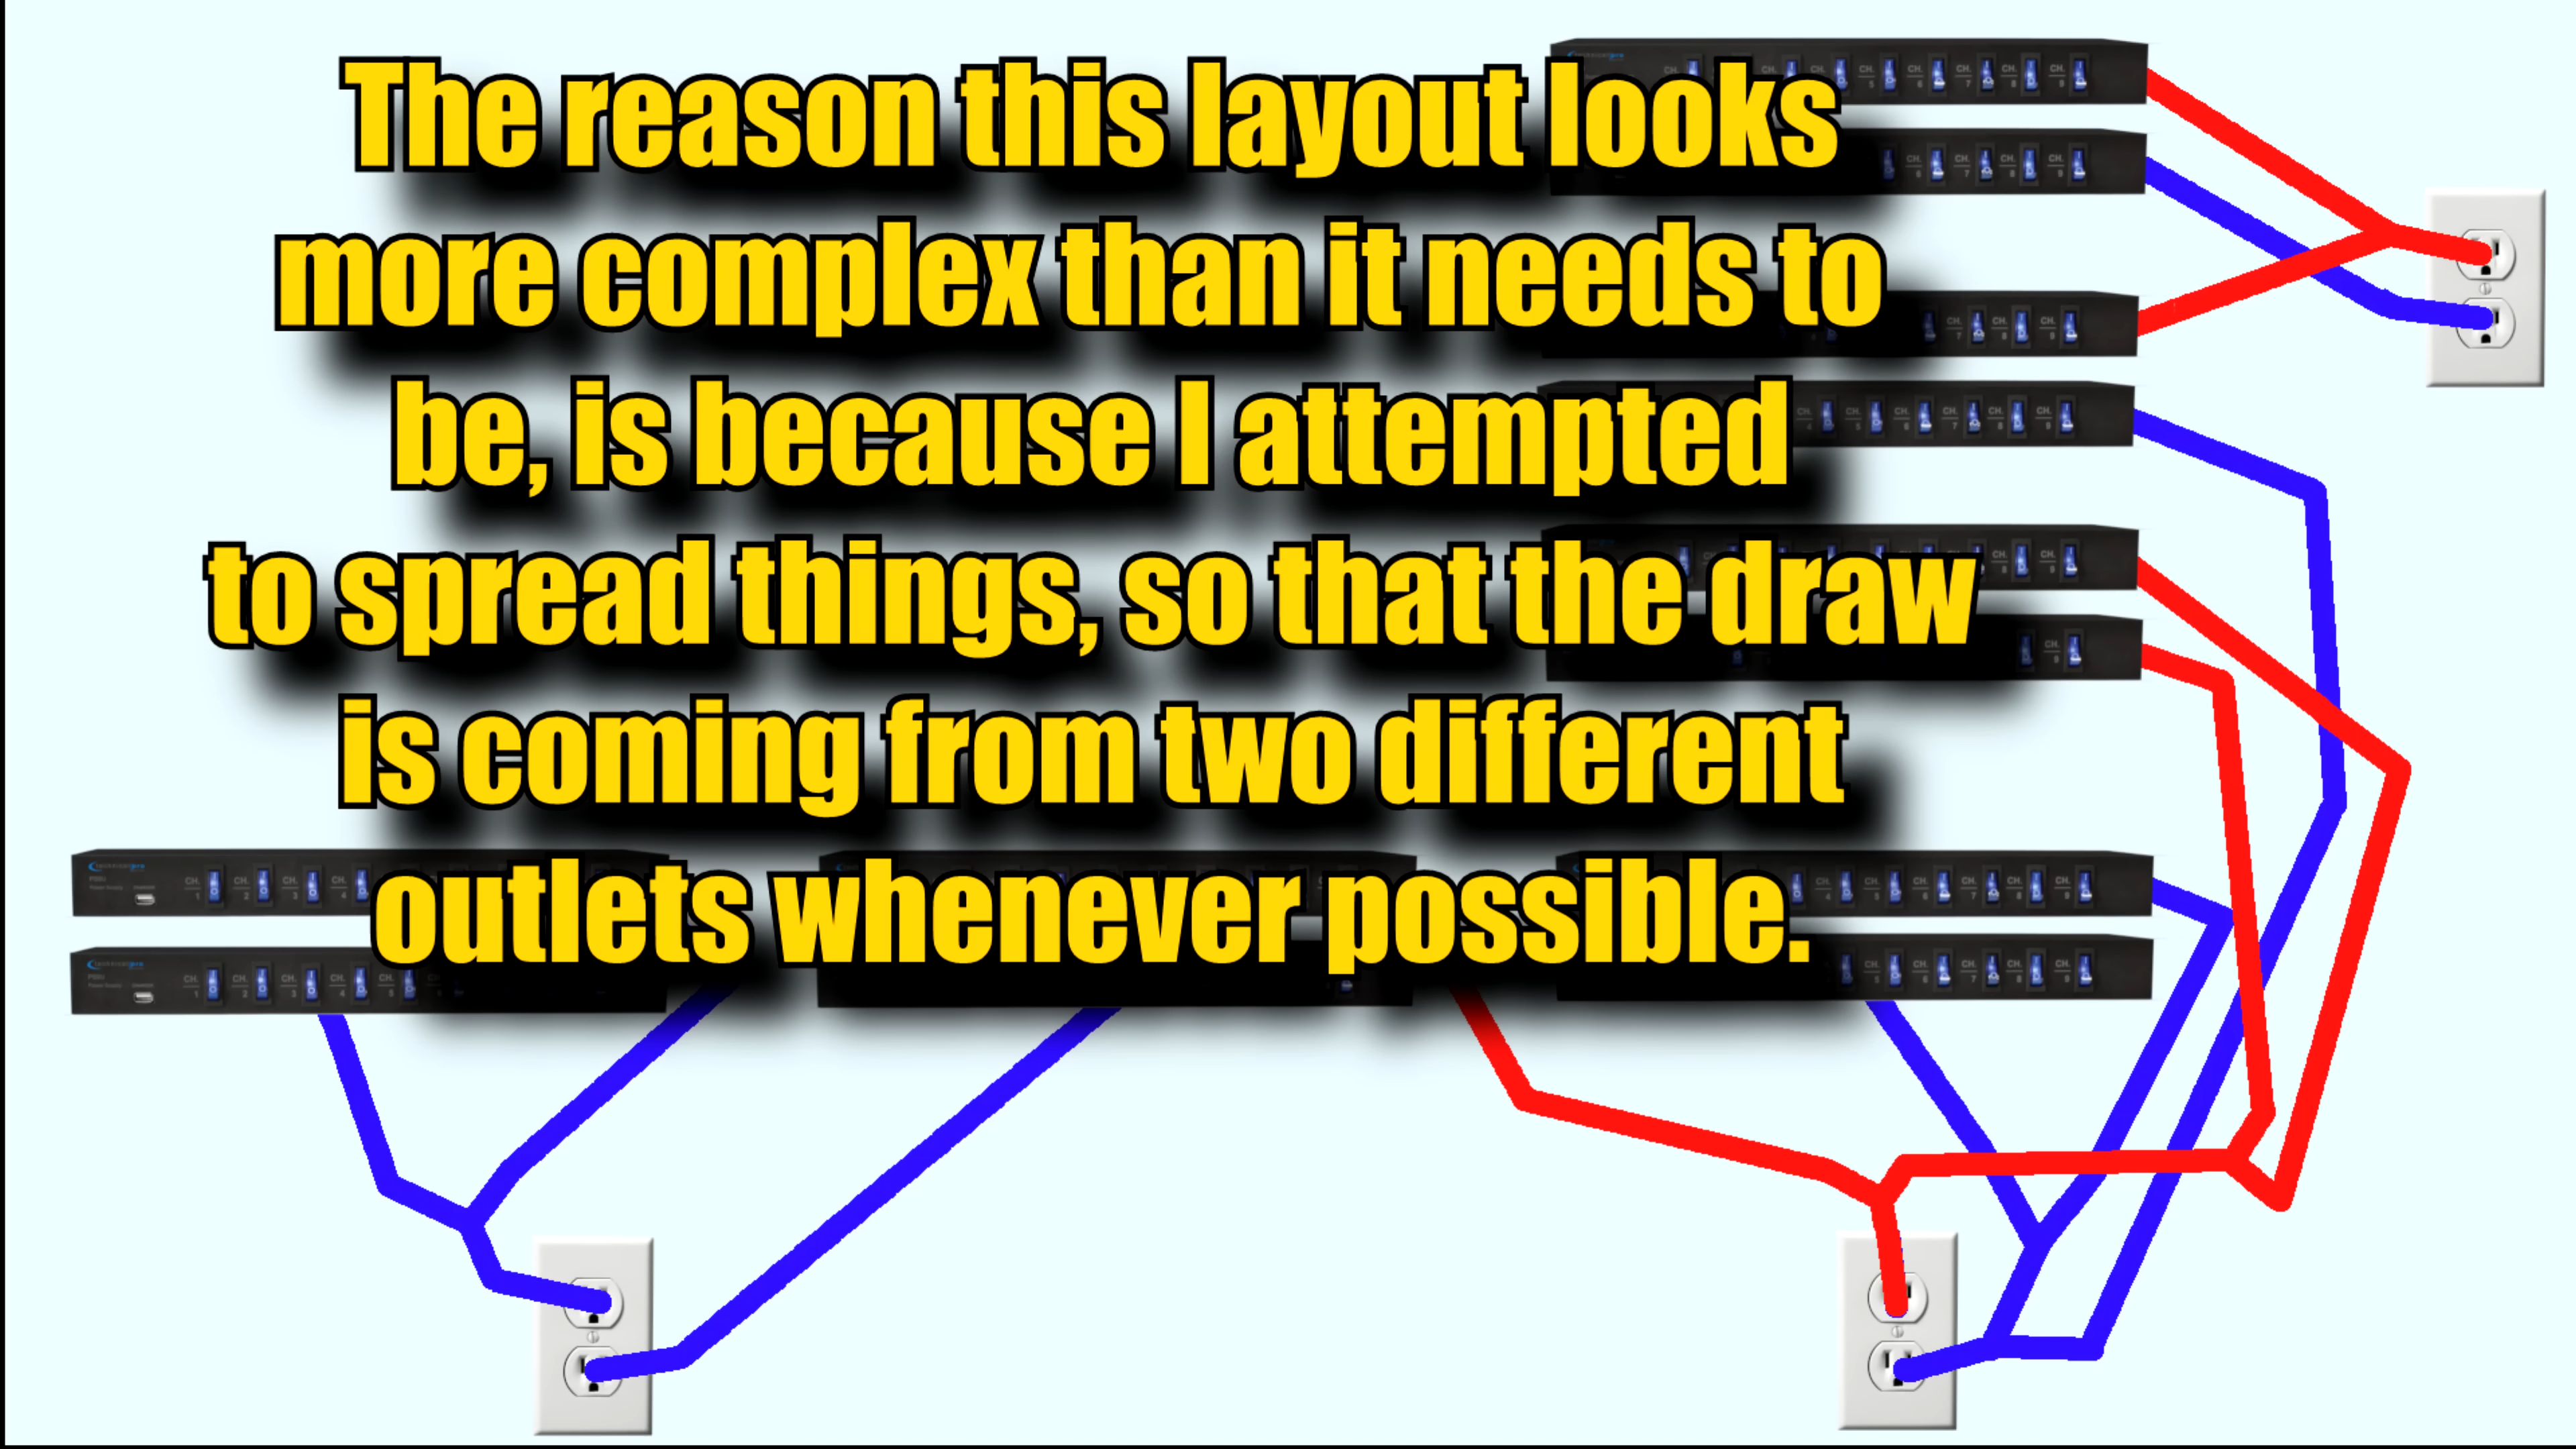 The reason this layout looks
more complex than it needs to
be, is because I attempted
to spread things, so that the draw
is coming from two different
outlets whenever possible.